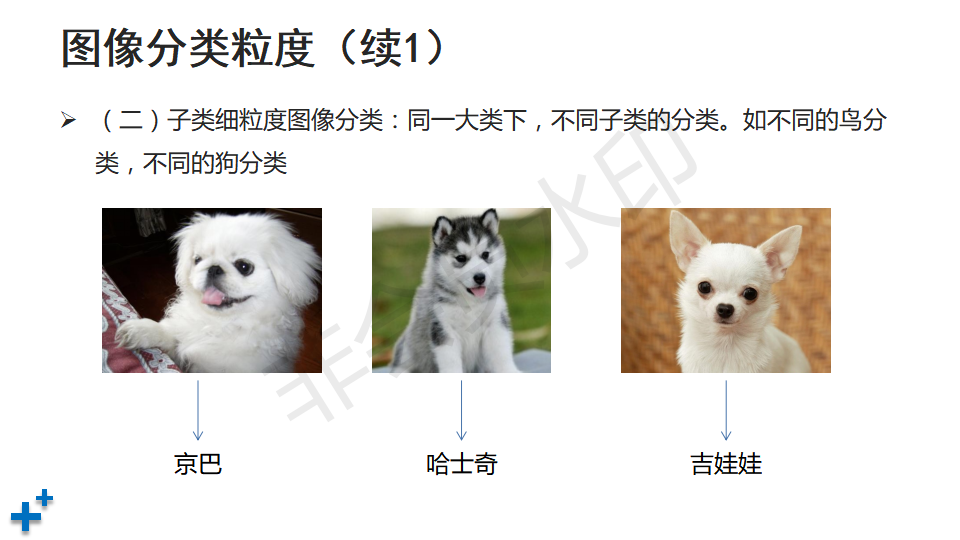 图像分类粒度（续1）
（二）子类细粒度图像分类：同一大类下，不同子类的分类。如不同的鸟分
类，不同的狗分类
京巴
哈士奇
吉娃娃